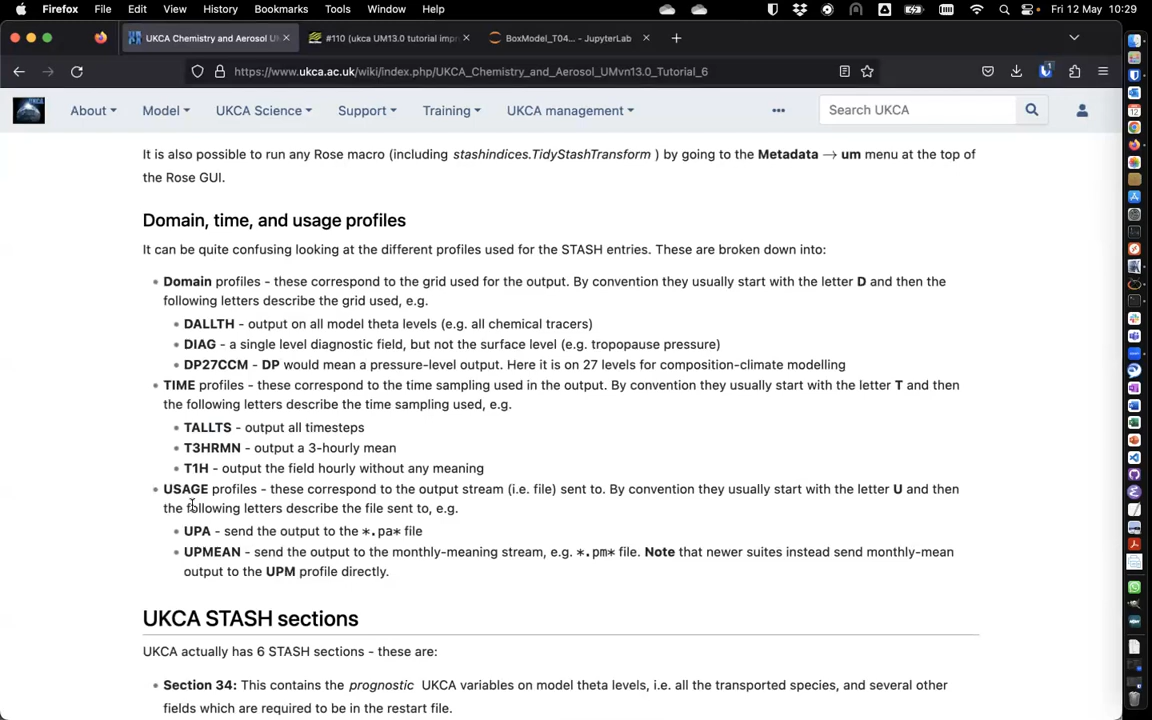 Firefox File Edit View History Bookmarks Tools Window Help Fri 12 May 10:29
UKCA Chemistry and Aerosol U #110 (ukca UM13.0 tutorial impr BoxModel_T04... - JupyterLab
https://www.ukca.ac.uk/wiki/index.php/UKCA_Chemistry_and_Aerosol_UMvn13.0_Tutorial_6
About Model UKCA Science Support Training UKCA management ••• Search UKCA
It is also possible to run any Rose macro (including stashindices.TidyStashTransform ) by going to the Metadata → um menu at the top of
the Rose GUI.
Domain, time, and usage profiles
It can be quite confusing looking at the different profiles used for the STASH entries. These are broken down into:
Domain profiles - these correspond to the grid used for the output. By convention they usually start with the letter D and then the
following letters describe the grid used, e.g.
DALLTH - output on all model theta levels (e.g. all chemical tracers)
DIAG - a single level diagnostic field, but not the surface level (e.g. tropopause pressure)
DP27CCM - DP would mean a pressure-level output. Here it is on 27 levels for composition-climate modelling
TIME profiles - these correspond to the time sampling used in the output. By convention they usually start with the letter T and then
the following letters describe the time sampling used, e.g.
TALLTS - output all timesteps
T3HRMN - output a 3-hourly mean
T1H - output the field hourly without any meaning
USAGE profiles - these correspond to the output stream (i.e. file) sent to. By convention they usually start with the letter U and then
the following letters describe the file sent to, e.g.
UPA - send the output to the *.pa* file
UPMEAN - send the output to the monthly-meaning stream, e.g. *.pm* file. Note that newer suites instead send monthly-mean
output to the UPM profile directly.
UKCA STASH sections
UKCA actually has 6 STASH sections - these are:
Section 34: This contains the prognostic UKCA variables on model theta levels, i.e. all the transported species, and several other
fields which are required to be in the restart file.